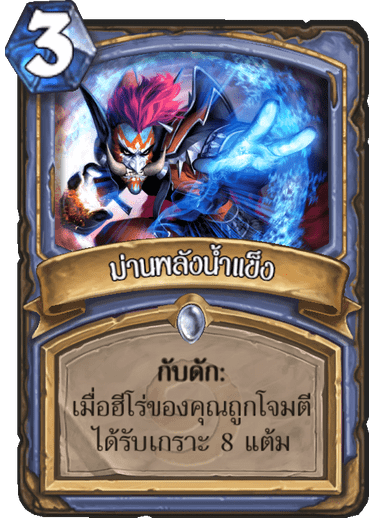 3
ม่านพลังน้ำแข็ง
กับดัก:
เมื่อฮีโร่ของคุณถูกโจมตี
ได้รับเกราะ 8 แต้ม